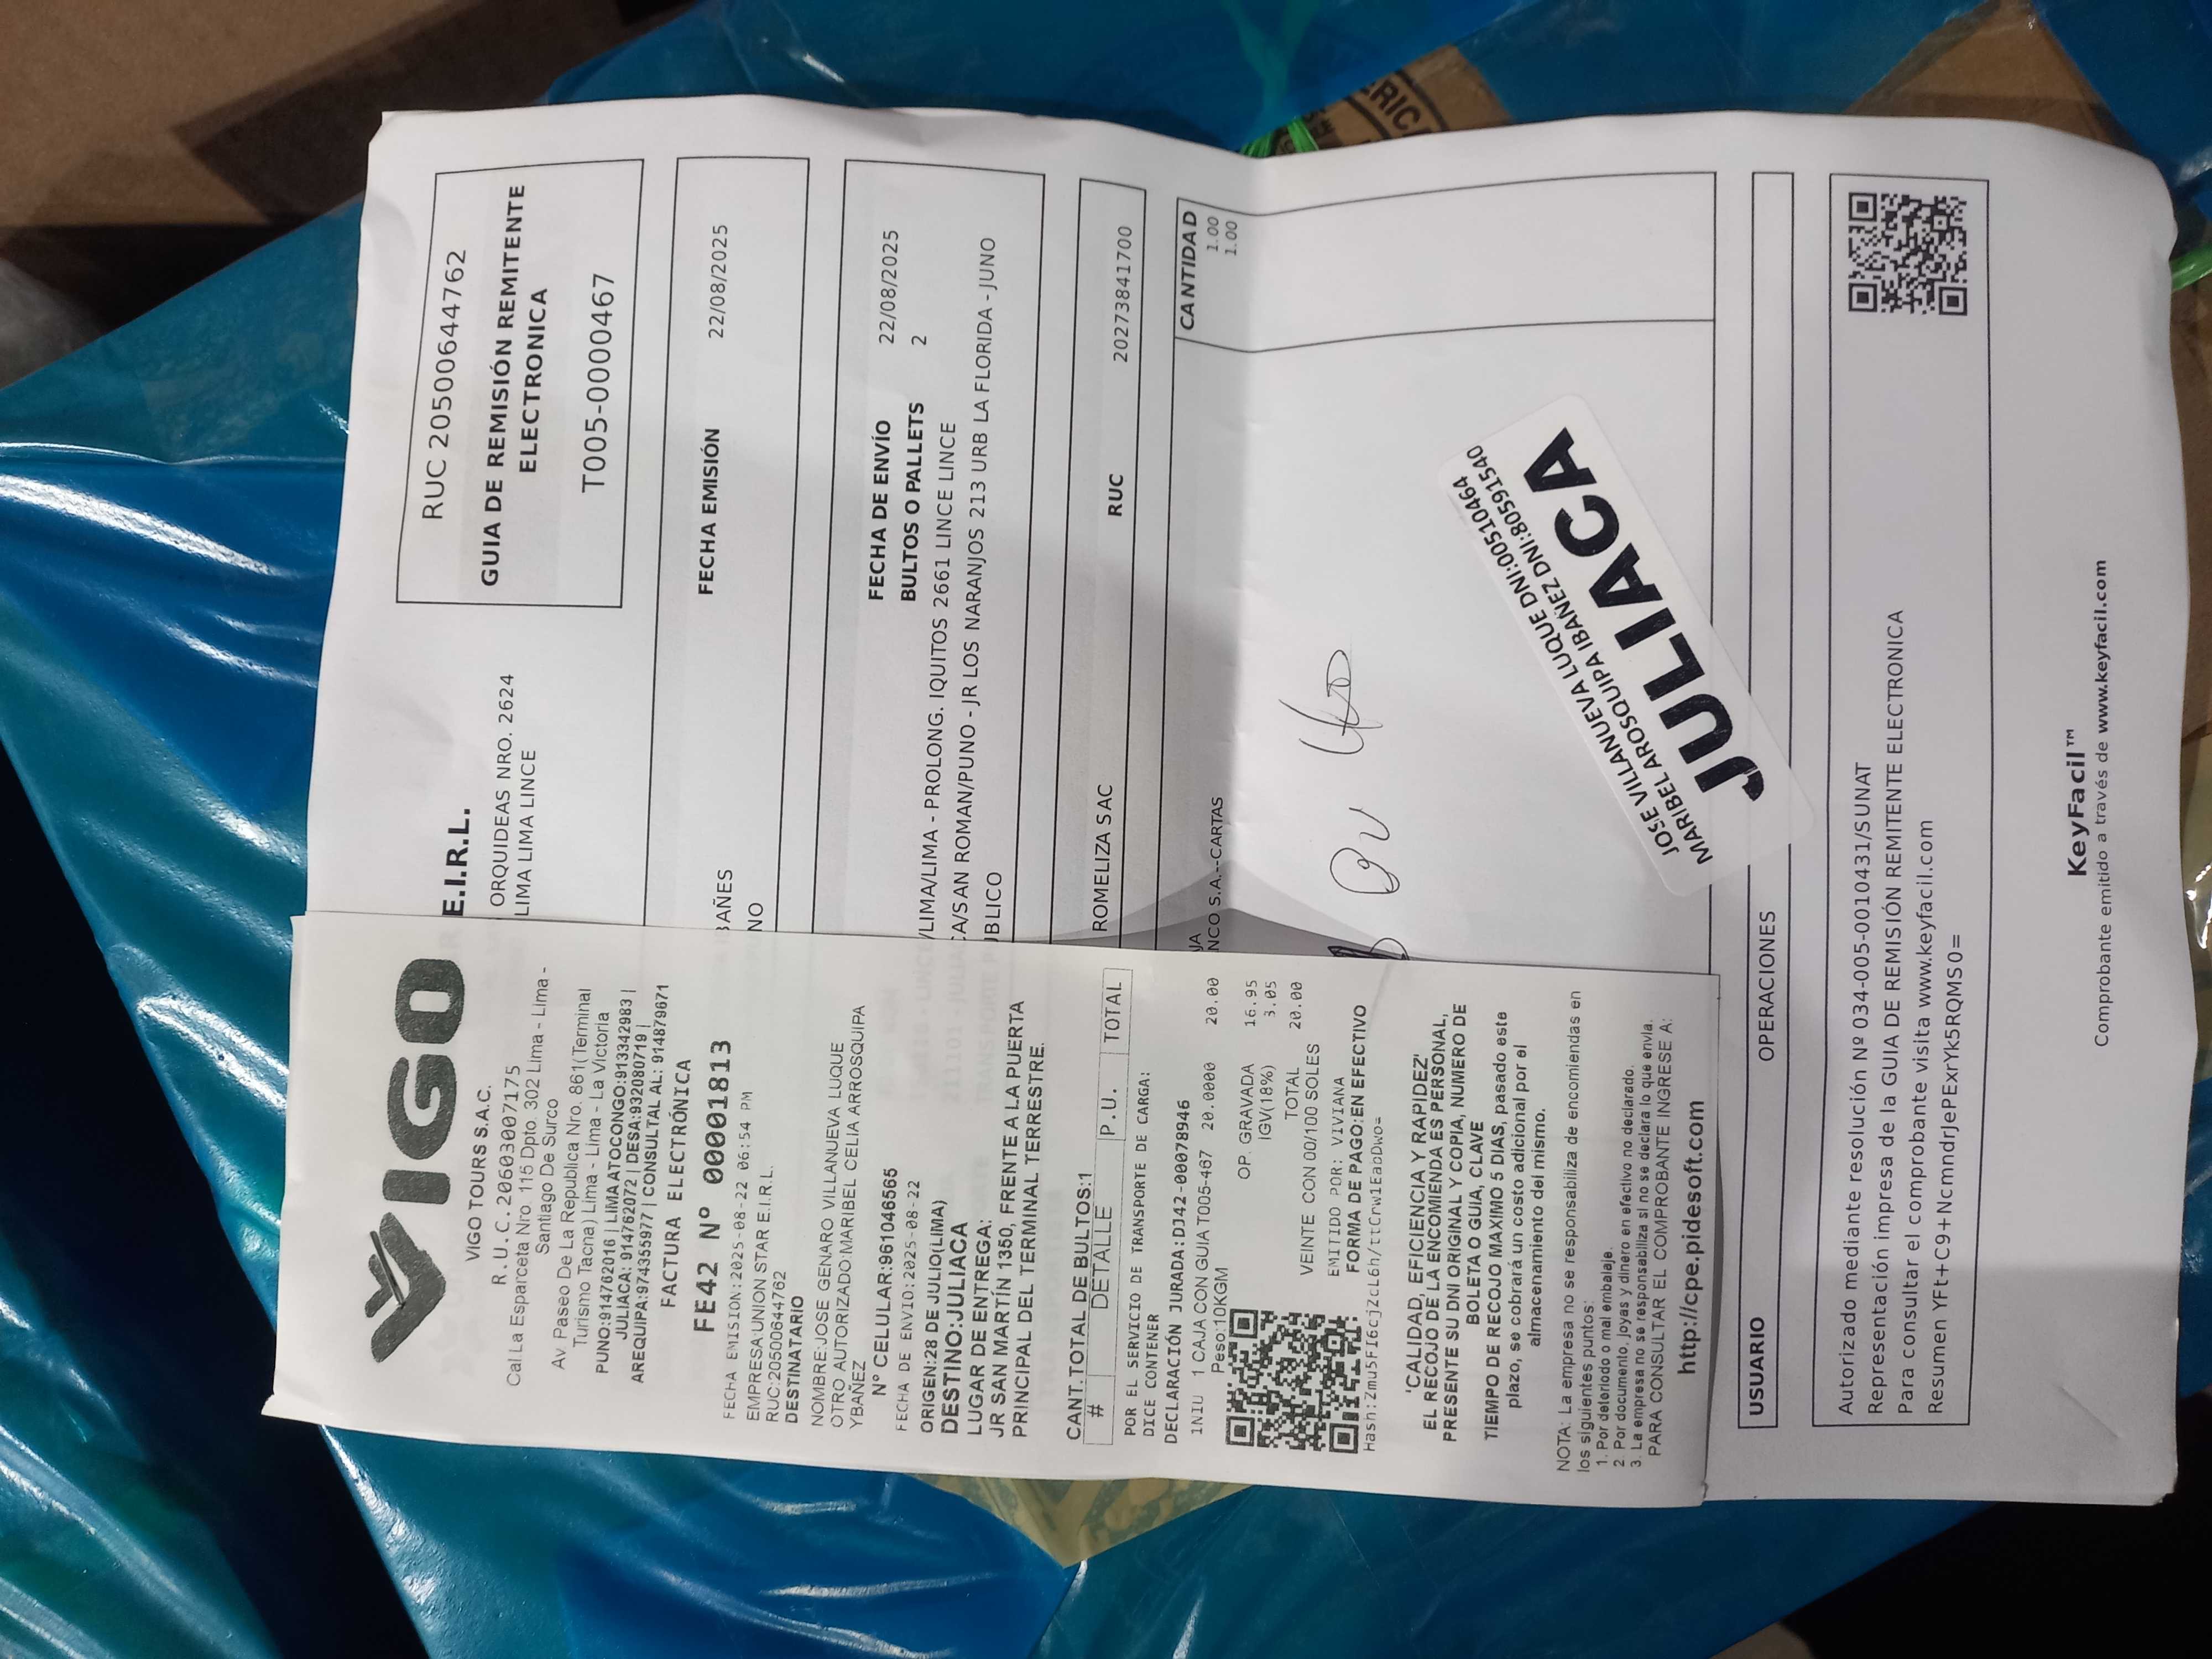 VIGO
VIGO TOURS S.A.C.
R.U.C. 20603007175
Cal.La Esparceta Nro. 115 Dpto. 302 Lima - Lima -
Santiago De Surco
Av. Paseo De La Republica Nro. 861(Terminal
Turismo Tacna) Lima - Lima - La Victoria
PUNO:914762016 | LIMA ATOCONGO:913342983 |
JULIACA: 914762072 | DESA:932080719 |
AREQUIPA:974355977 | CONSULTAL AL: 914879671
FACTURA ELECTRÓNICA
FE42 N° 00001813
FECHA EMISION:2025-08-22 06:54 PM
EMPRESA:UNION STAR E.I.R.L.
RUC:20500644762
DESTINATARIO
NOMBRE:JOSE GENARO VILLANUEVA LUQUE
OTRO AUTORIZADO:MARIBEL CELIA ARROSQUIPA
YBAÑEZ
N° CELULAR:961046565
FECHA DE ENVIO:2025-08-22
ORIGEN:28 DE JULIO(LIMA)
DESTINO:JULIACA
LUGAR DE ENTREGA:
JR SAN MARTÍN 1350, FRENTE A LA PUERTA
PRINCIPAL DEL TERMINAL TERRESTRE.
CANT.TOTAL DE BULTOS:1
# DETALLE P.U. TOTAL
POR EL SERVICIO DE TRANSPORTE DE CARGA:
DICE CONTENER
DECLARACIÓN JURADA:DJ42-00078946
1NIU 1 CAJA CON GUIA T005-467 20.0000 20.00
Peso:10KGM
OP. GRAVADA 16.95
IGV(18%) 3.05
TOTAL 20.00
VEINTE CON 00/100 SOLES
EMITIDO POR: VIVIANA
FORMA DE PAGO:EN EFECTIVO
Hash:Zmu5FI6cjZcL6h/ttCrw1EaoDwo=
'CALIDAD, EFICIENCIA Y RAPIDEZ'
EL RECOJO DE LA ENCOMIENDA ES PERSONAL,
PRESENTE SU DNI ORIGINAL Y COPIA, NUMERO DE
BOLETA O GUIA, CLAVE
TIEMPO DE RECOJO MAXIMO 5 DIAS, pasado este
plazo, se cobrará un costo adicional por el
almacenamiento del mismo.
NOTA: La empresa no se responsabiliza de encomiendas en
los siguientes puntos:
1. Por deteriodo o mal embalaje.
2. Por documento, joyas y dinero en efectivo no declarado.
3. La empresa no se responsabiliza si no se declara lo que envia.
PARA CONSULTAR EL COMPROBANTE INGRESE A:
http://cpe.pidesoft.com
E.I.R.L.
ORQUIDEAS NRO. 2624
LIMA LIMA LINCE
RUC 20500644762
GUIA DE REMISIÓN REMITENTE
ELECTRONICA
T005-00000467
BAÑES
NO
FECHA EMISIÓN 22/08/2025
FECHA DE ENVÍO 22/08/2025
BULTOS O PALLETS 2
/LIMA/LIMA - PROLONG. IQUITOS 2661 LINCE LINCE
CA/SAN ROMAN/PUNO - JR LOS NARANJOS 213 URB LA FLORIDA - JUNO
BLICO
ROMELIZA SAC RUC 20273841700
CANTIDAD
JA 1.00
NCO S.A.--CARTAS 1.00
JOSE VILLANUEVA LUQUE DNI:00510464
MARIBEL AROSQUIPA IBAÑEZ DNI:80591540
JULIACA
USUARIO OPERACIONES
Autorizado mediante resolución Nº 034-005-0010431/SUNAT
Representación impresa de la GUIA DE REMISIÓN REMITENTE ELECTRONICA
Para consultar el comprobante visita www.keyfacil.com
Resumen YFt+C9+NcmndrJePExrYk5RQMS0=
KeyFacil™
Comprobante emitido a través de www.keyfacil.com